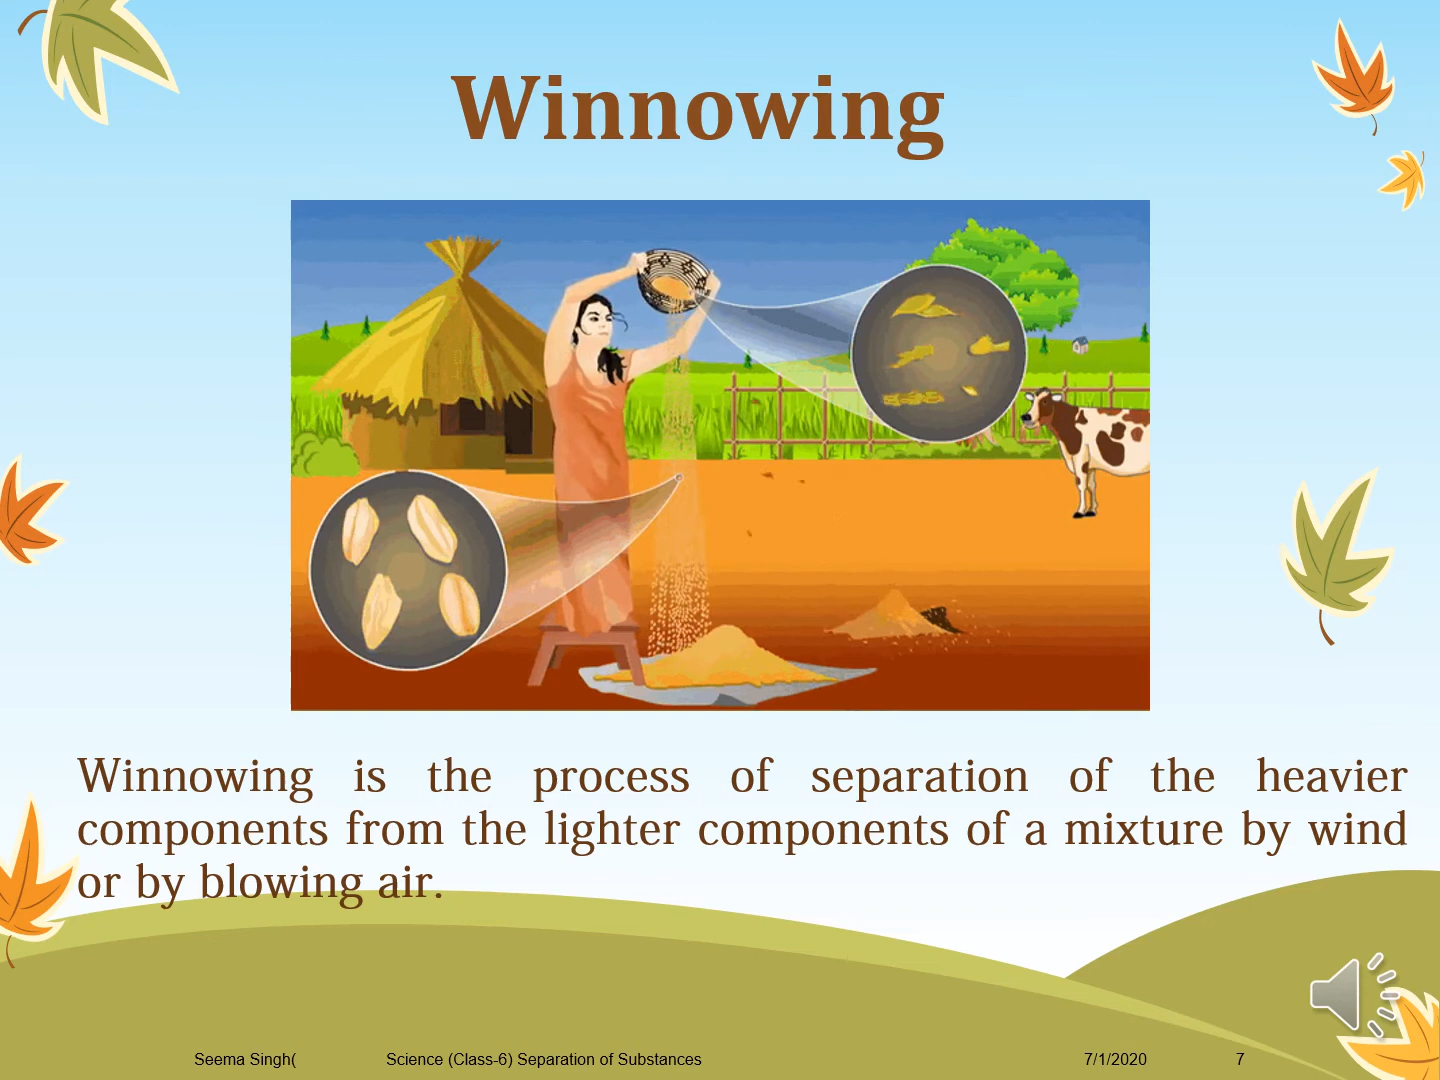 Winnowing
Winnowing is the process of separation of the heavier
components from the lighter components of a mixture by wind
or by blowing air.
Seema Singh( Science (Class-6) Separation of Substances 7/1/2020 7